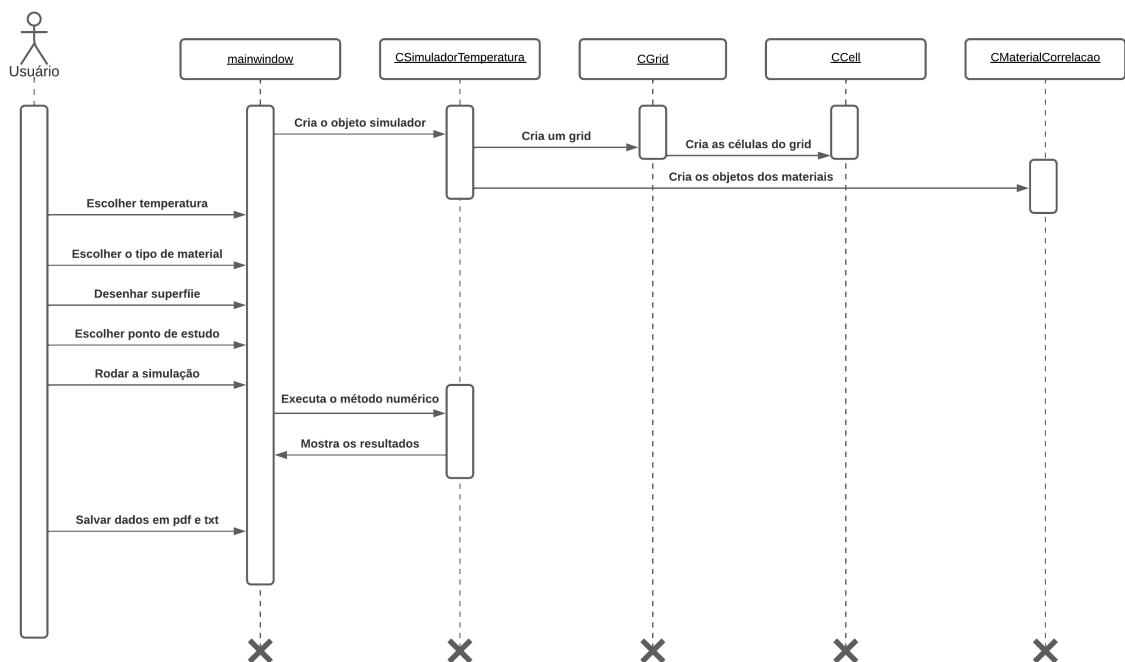 Usuário
mainwindow
CSimuladorTemperatura
CGrid
CCell
CMaterialCorrelacao
Cria o objeto simulador
Cria um grid
Cria as células do grid
Cria os objetos dos materiais
Escolher temperatura
Escolher o tipo de material
Desenhar superfíie
Escolher ponto de estudo
Rodar a simulação
Executa o método numérico
Mostra os resultados
Salvar dados em pdf e txt